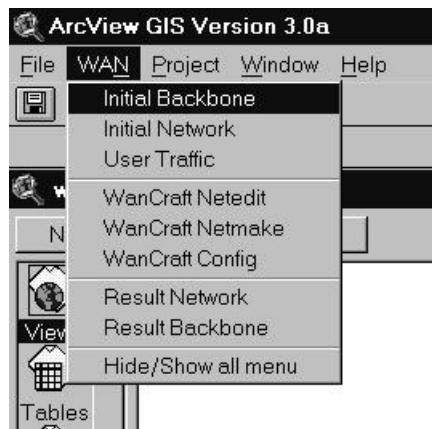 ArcView GIS Version 3.0a
File WAN Project Window Help
Initial Backbone
Initial Network
User Traffic
WanCraft Netedit
WanCraft Netmake
WanCraft Config
Result Network
Result Backbone
Hide/Show all menu
View
Tables